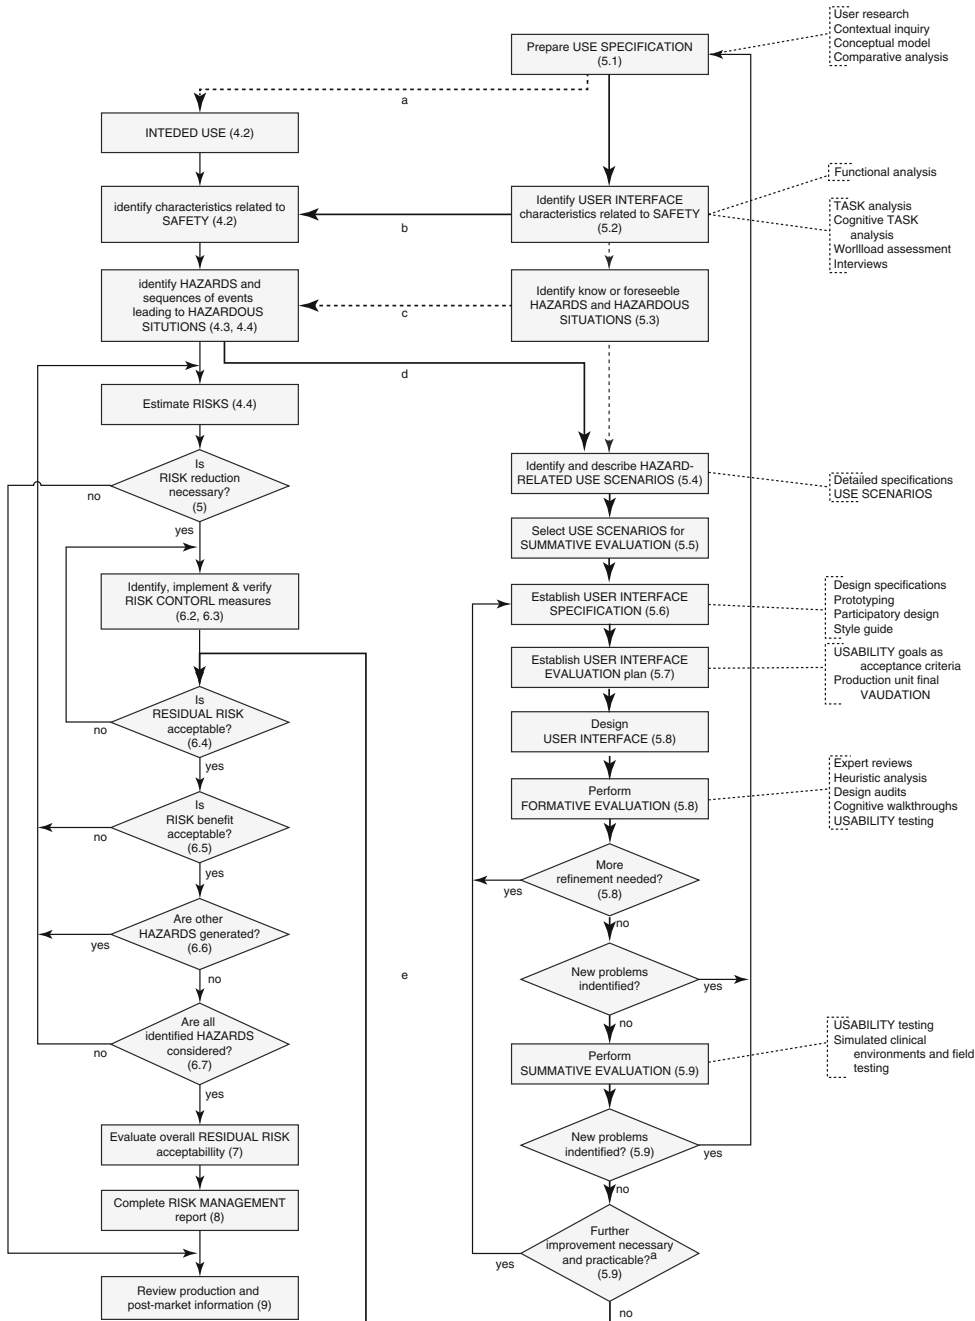 User research
Contextual inquiry
Conceptual model
Comparative analysis
Prepare USE SPECIFICATION
(5.1)
a
INTEDED USE (4.2)
Functional analysis
identify characteristics related to
SAFETY (4.2)
b
Identify USER INTERFACE
characteristics related to SAFETY
(5.2)
TASK analysis
Cognitive TASK
analysis
Worllload assessment
Interviews
identify HAZARDS and
sequences of events
leading to HAZARDOUS
SITUTIONS (4.3, 4.4)
c
Identify know or foreseeble
HAZARDS and HAZARDOUS
SITUATIONS (5.3)
d
Estimate RISKS (4.4)
Is
RISK reduction
necessary?
(5)
no
yes
Identify and describe HAZARD-
RELATED USE SCENARIOS (5.4)
Detailed specifications
USE SCENARIOS
Select USE SCENARIOS for
SUMMATIVE EVALUATION (5.5)
Identify, implement & verify
RISK CONTORL measures
(6.2, 6.3)
Establish USER INTERFACE
SPECIFICATION (5.6)
Design specifications
Prototyping
Participatory design
Style guide
Establish USER INTERFACE
EVALUATION plan (5.7)
USABILITY goals as
acceptance criteria
Production unit final
VAUDATION
Is
RESIDUAL RISK
acceptable?
(6.4)
no
yes
Design
USER INTERFACE (5.8)
Perform
FORMATIVE EVALUATION (5.8)
Expert reviews
Heuristic analysis
Design audits
Cognitive walkthroughs
USABILITY testing
Is
RISK benefit
acceptable?
(6.5)
no
yes
More
refinement needed?
(5.8)
yes
no
Are other
HAZARDS generated?
(6.6)
yes
no
e
New problems
indentified?
yes
no
Are all
identified HAZARDS
considered?
(6.7)
no
yes
Perform
SUMMATIVE EVALUATION (5.9)
USABILITY testing
Simulated clinical
environments and field
testing
Evaluate overall RESIDUAL RISK
acceptabillity (7)
New problems
indentified? (5.9)
yes
no
Complete RISK MANAGEMENT
report (8)
Further
improvement necessary
and practicable?a
(5.9)
yes
no
Review production and
post-market information (9)